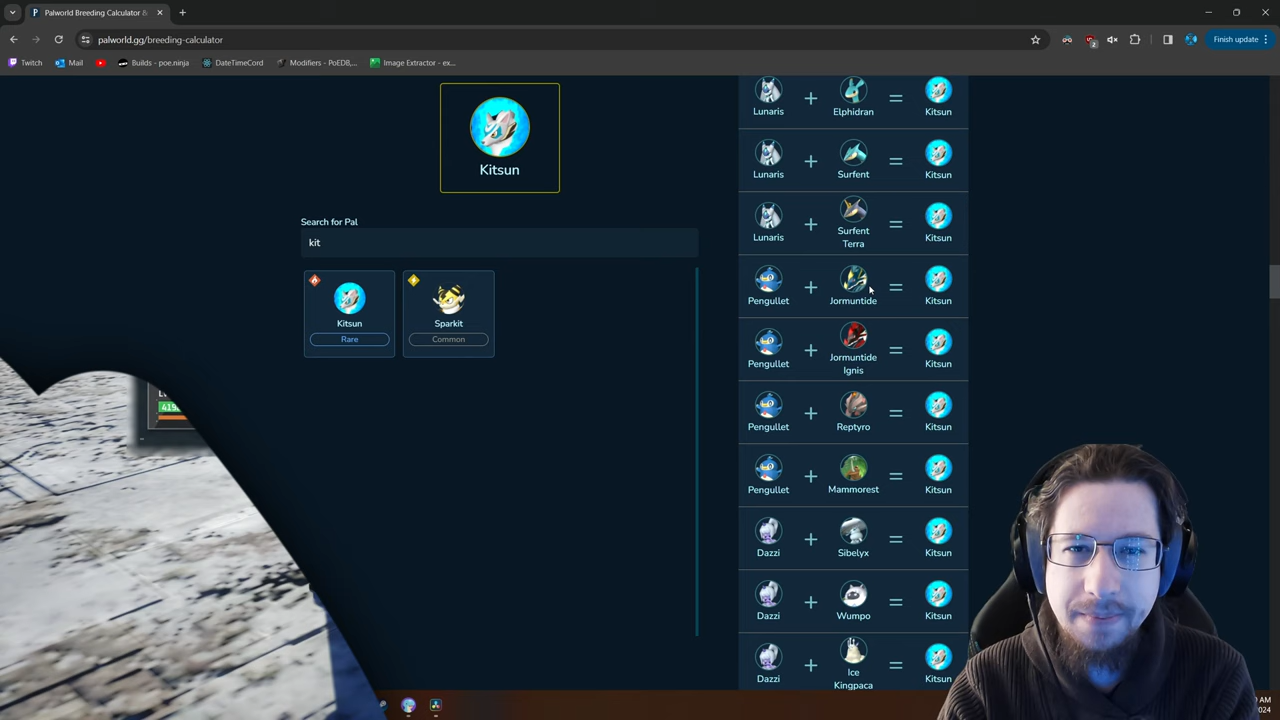 Palworld Breeding Calculator &
Finish update
palworld.gg/breeding-calculator
2
Twitch
Mail
Builds - poe.ninja
DateTimeCord
Modifiers - PoEDB,...
Image Extractor - ex...
Kitsun
Search for Pal
kit
Kitsun
Rare
Sparkit
Common
Lunaris + Elphidran = Kitsun
Lunaris + Surfent = Kitsun
Lunaris + Surfent Terra = Kitsun
Pengullet + Jormuntide = Kitsun
Pengullet + Jormuntide Ignis = Kitsun
Pengullet + Reptyro = Kitsun
Pengullet + Mammorest = Kitsun
Dazzi + Sibelyx = Kitsun
Dazzi + Wumpo = Kitsun
Dazzi + Ice Kingpaca = Kitsun